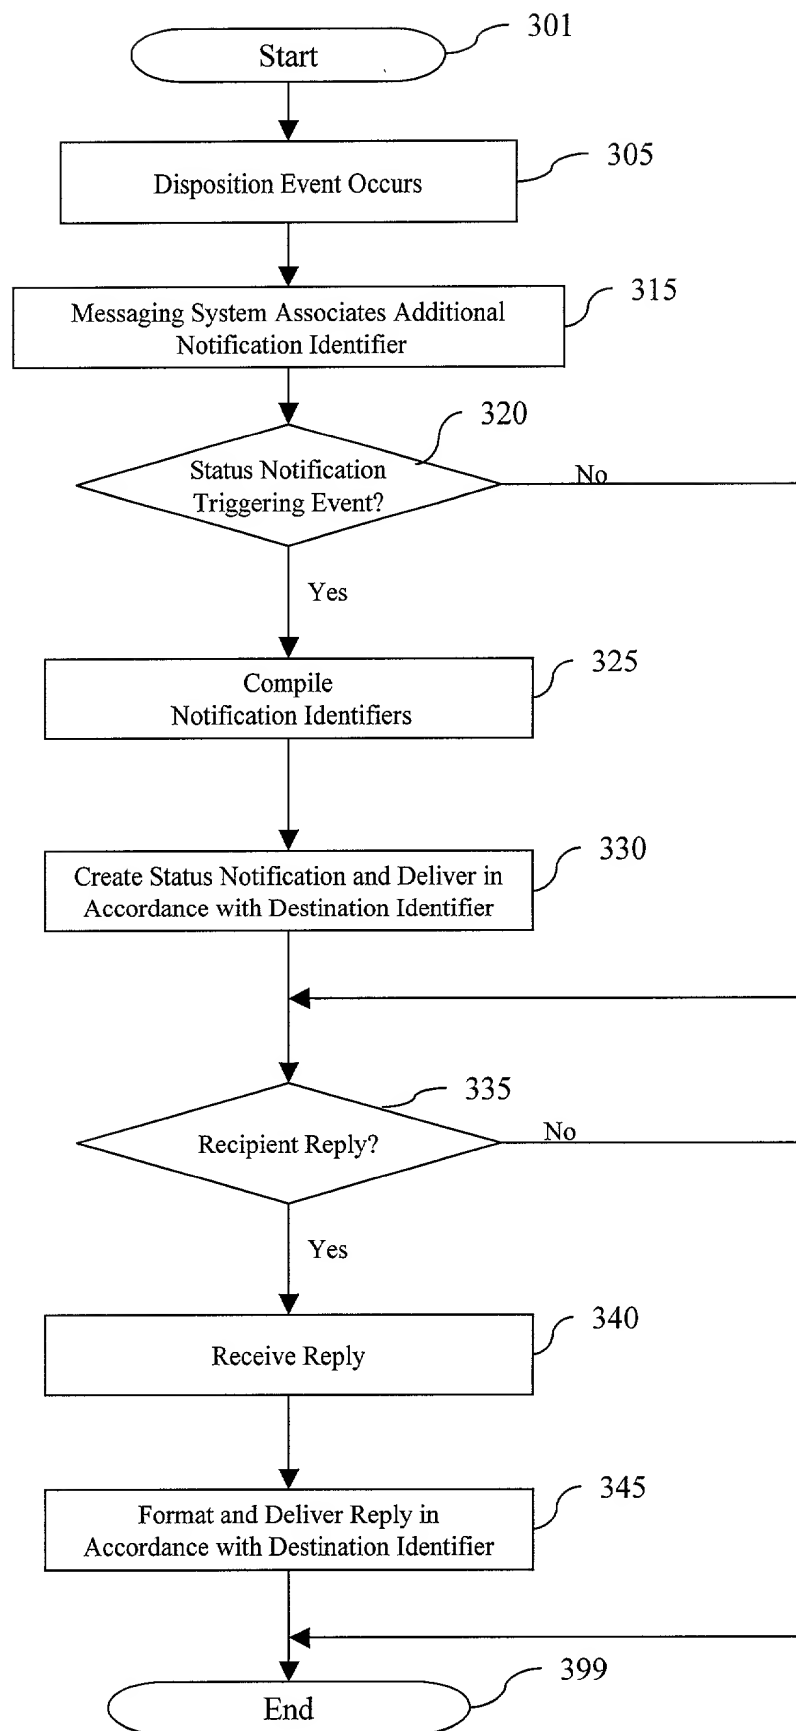 Start
301
Disposition Event Occurs
305
Messaging System Associates Additional
Notification Identifier
315
320
Status Notification
Triggering Event?
No
Yes
Compile
Notification Identifiers
325
Create Status Notification and Deliver in
Accordance with Destination Identifier
330
335
Recipient Reply?
No
Yes
Receive Reply
340
Format and Deliver Reply in
Accordance with Destination Identifier
345
End
399